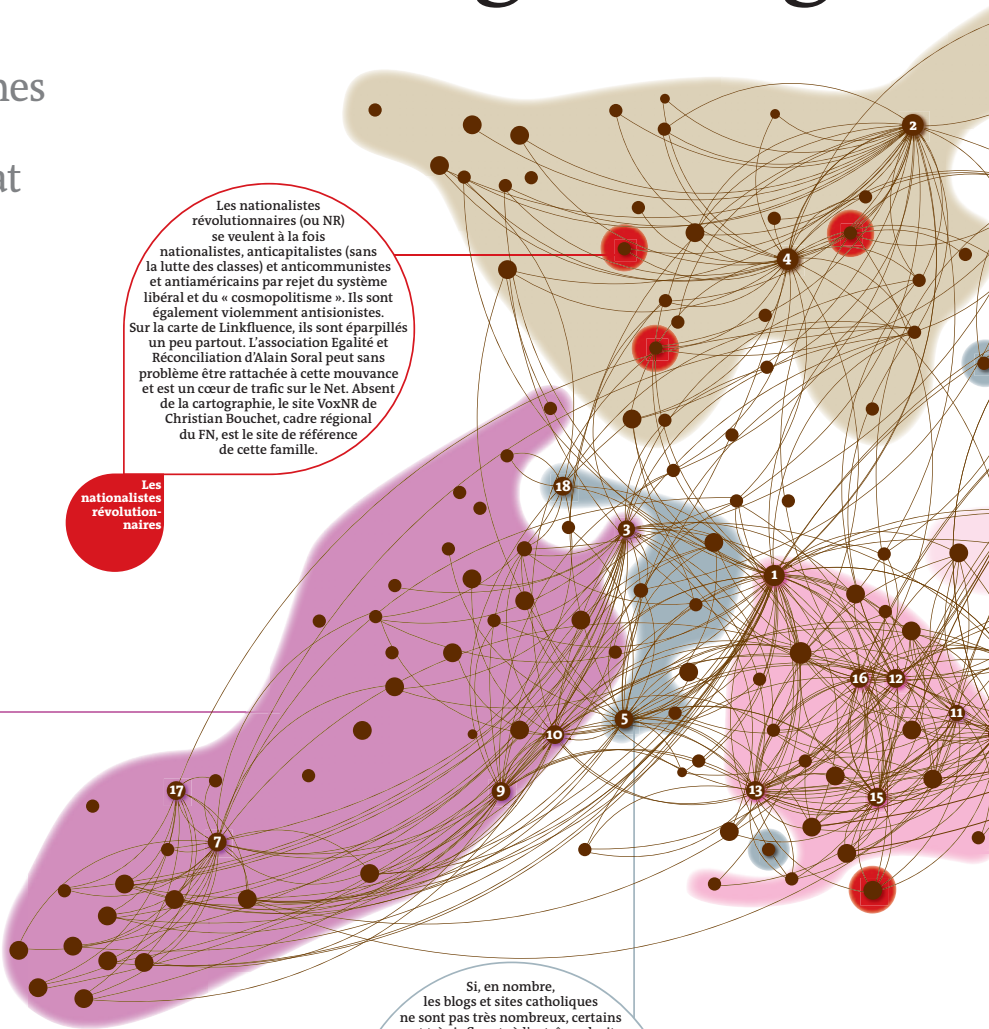 Les nationalistes
révolutionnaires (ou NR)
se veulent à la fois
nationalistes, anticapitalistes (sans
la lutte des classes) et anticommunistes
et antiaméricains par rejet du système
libéral et du « cosmopolitisme ». Ils sont
également violemment antisionistes.
Sur la carte de Linkfluence, ils sont éparpillés
un peu partout. L'association Egalité et
Réconciliation d'Alain Soral peut sans
problème être rattachée à cette mouvance
et est un cœur de trafic sur le Net. Absent
de la cartographie, le site VoxNR de
Christian Bouchet, cadre régional
du FN, est le site de référence
de cette famille.
Les
nationalistes
révolution-
naires
2
4
18
3
1
16
12
11
5
10
17
9
13
15
7
Si, en nombre,
les blogs et sites catholiques
ne sont pas très nombreux, certains